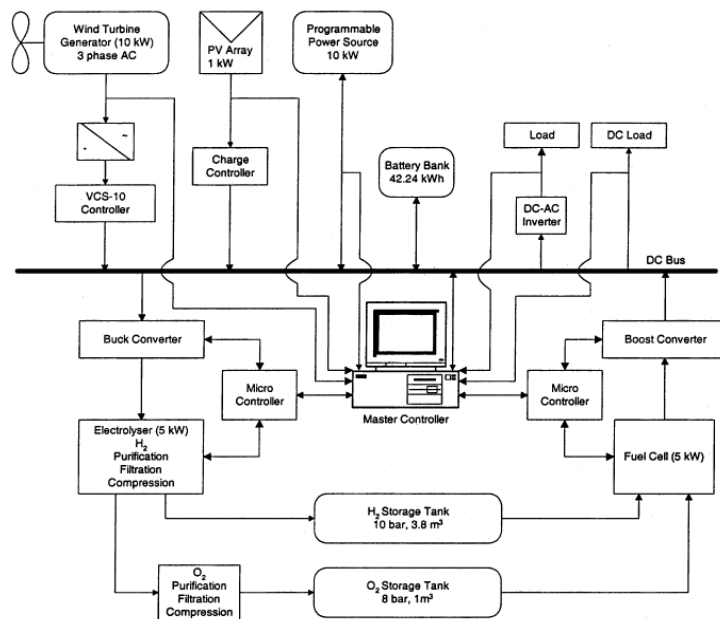 Wind Turbine
Generator (10 kW)
3 phase AC
PV Array
1 kW
Programmable
Power Source
10 kW
~
-
Charge
Controller
Battery Bank
42.24 kWh
Load
DC Load
VCS-10
Controller
DC-AC
Inverter
DC Bus
Buck Converter
Boost Converter
Micro
Controller
Master Controller
Micro
Controller
Electrolyser (5 kW)
H2
Purification
Filtration
Compression
Fuel Cell (5 kW)
H2 Storage Tank
10 bar, 3.8 m³
O2
Purification
Filtration
Compression
O2 Storage Tank
8 bar, 1m³